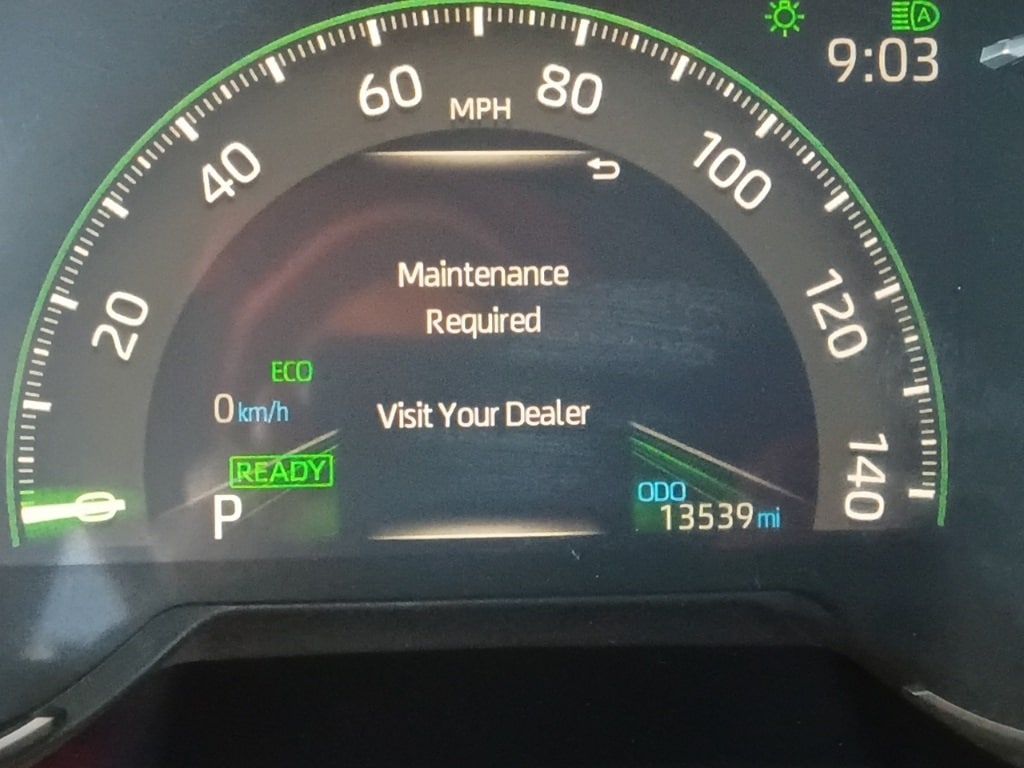 A
9:03
60
80
MPH
40
100
Maintenance
Required
20
120
ECO
0 km/h
Visit Your Dealer
READY
140
ODO
0
P
13539 mi